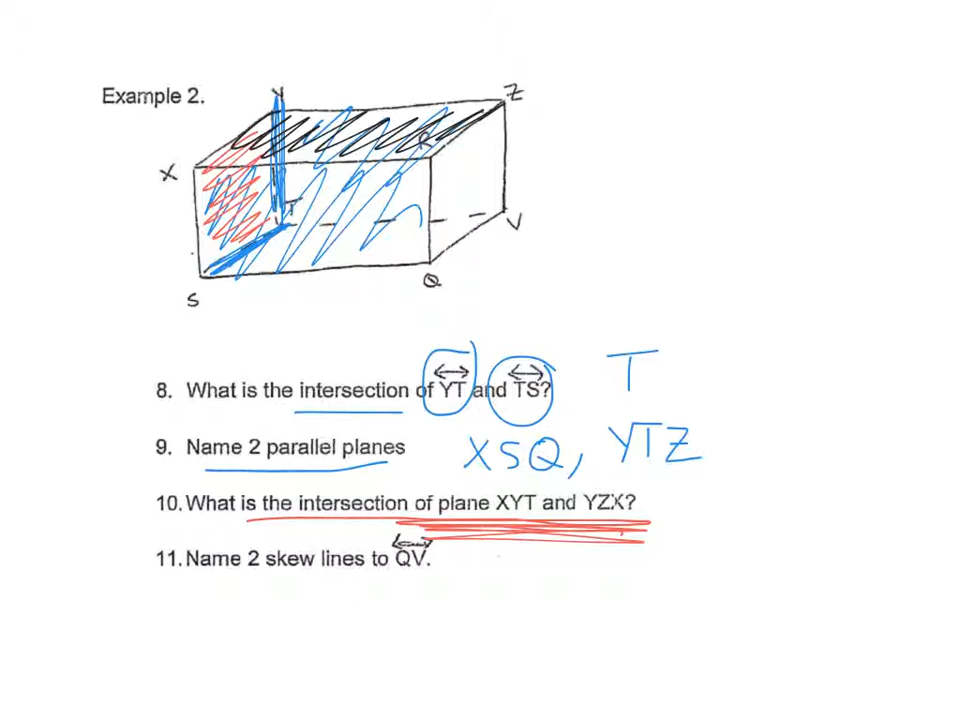 Example 2.
Y
Z
R
X
T
V
Q
S
8. What is the intersection of YT and TS? T
9. Name 2 parallel planes XSQ, YTZ
10. What is the intersection of plane XYT and YZX?
11. Name 2 skew lines to QV.